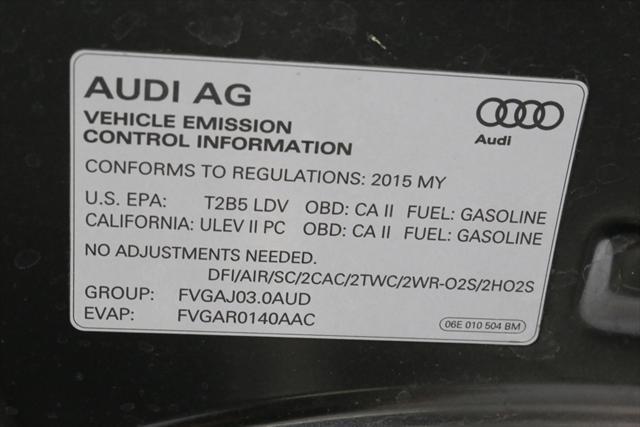 AUDI AG
VEHICLE EMISSION
CONTROL INFORMATION
Audi
CONFORMS TO REGULATIONS: 2015 MY
U.S. EPA: T2B5 LDV OBD: CA II FUEL: GASOLINE
CALIFORNIA: ULEV II PC OBD: CA II FUEL: GASOLINE
NO ADJUSTMENTS NEEDED.
DFI/AIR/SC/2CAC/2TWC/2WR-O2S/2HO2S
GROUP: FVGAJ03.0AUD
EVAP: FVGAR0140AAC
06E 010 504 BM